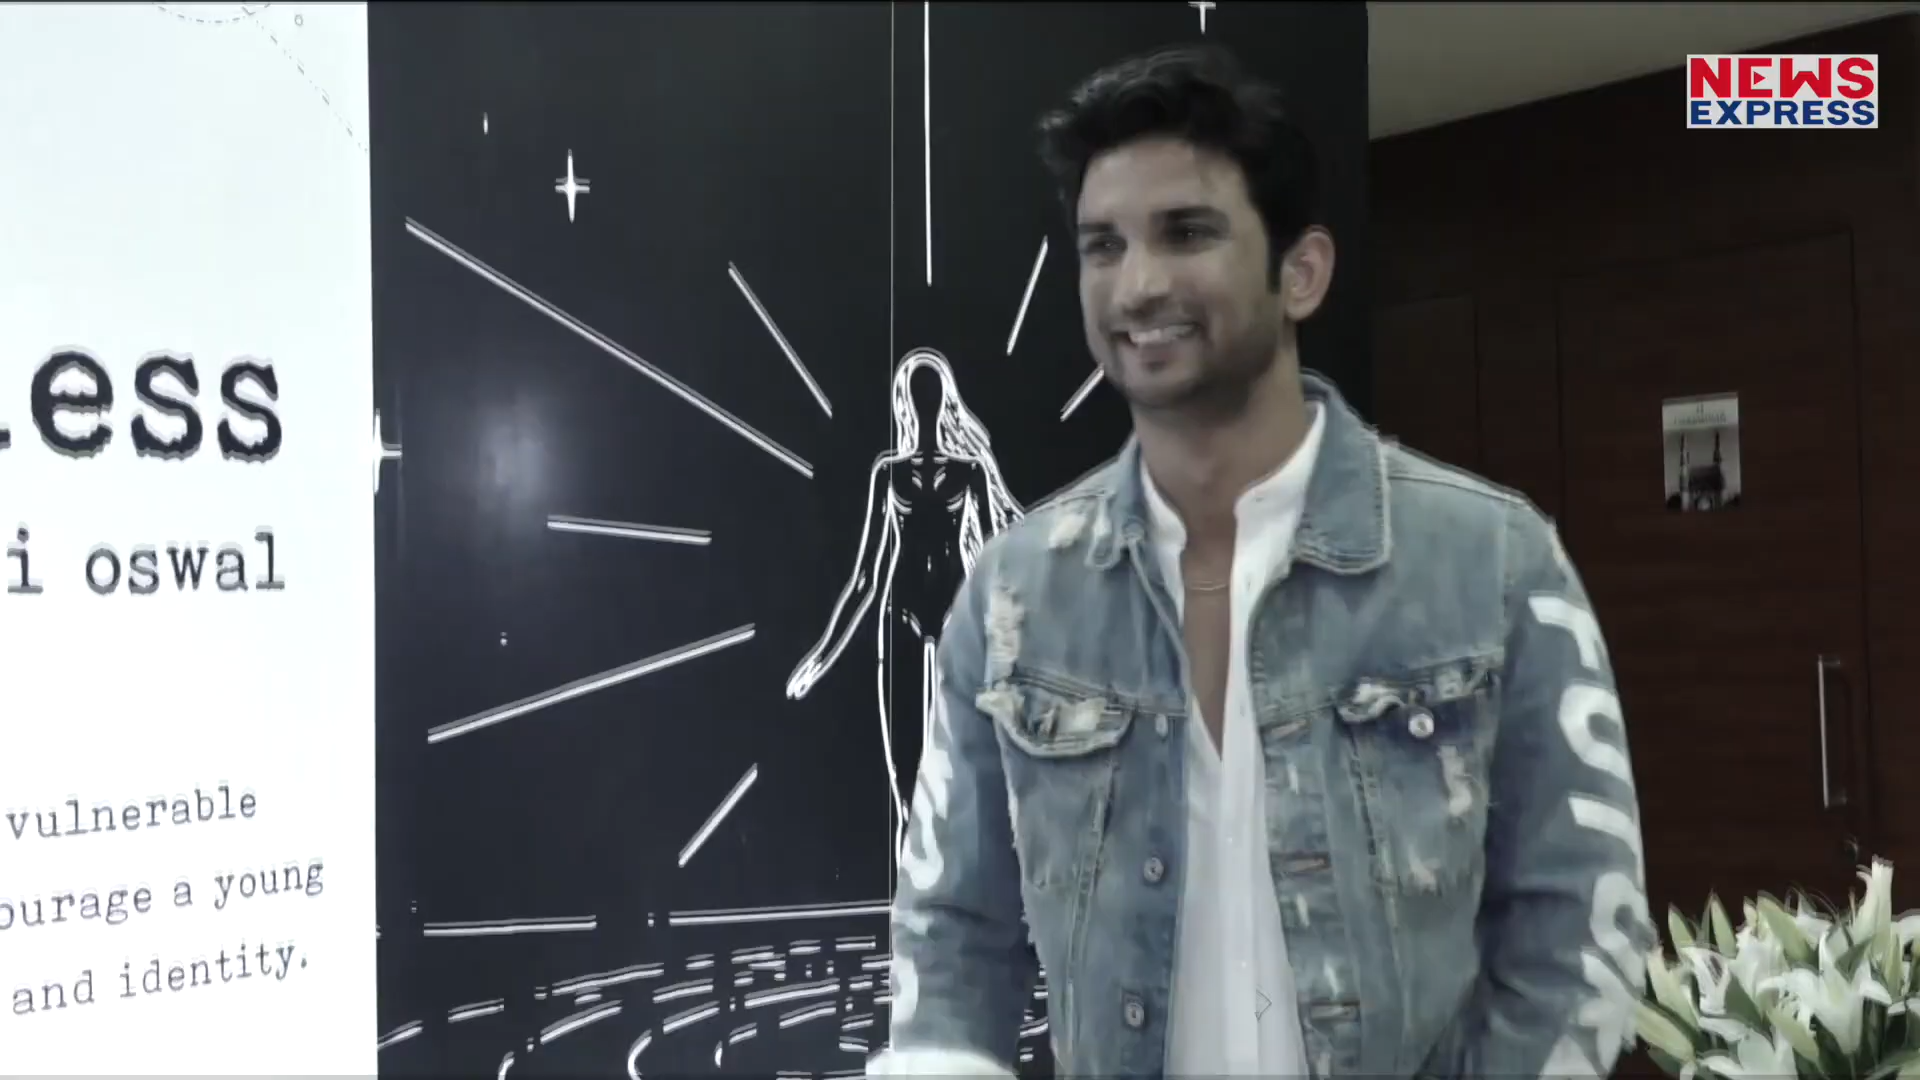 NEWS
EXPRESS
less
i oswal
vulnerable
ourage a young
and identity.